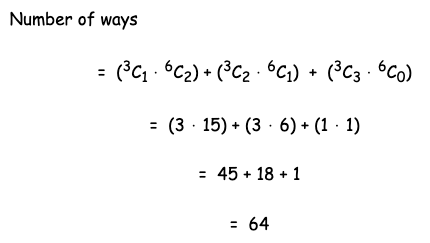 Number of ways
= (³C₁ · ⁶C₂) + (³C₂ · ⁶C₁) + (³C₃ · ⁶C₀)
= (3 · 15) + (3 · 6) + (1 · 1)
= 45 + 18 + 1
= 64